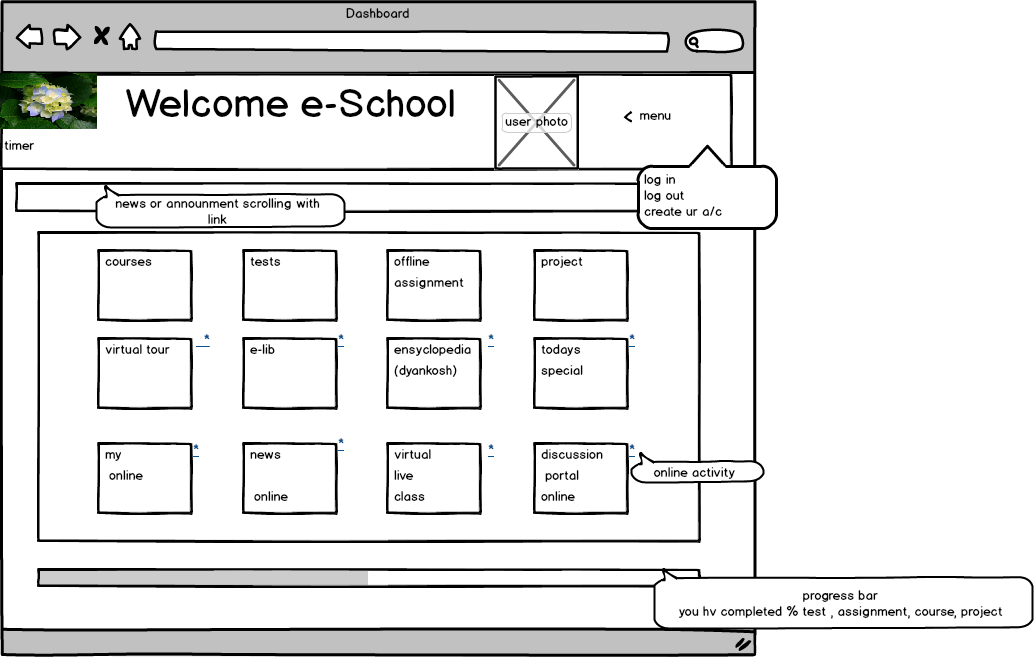 Dashboard
Welcome e-School
user photo
< menu
timer
log in
log out
create ur a/c
news or announment scrolling with
link
courses
tests
offline
assignment
project
*
*
*
*
virtual tour
e-lib
ensyclopedia
(dyankosh)
todays
special
*
*
*
*
my
online
news
online
virtual
live
class
discussion
portal
online
online activity
progress bar
you hv completed % test , assignment, course, project